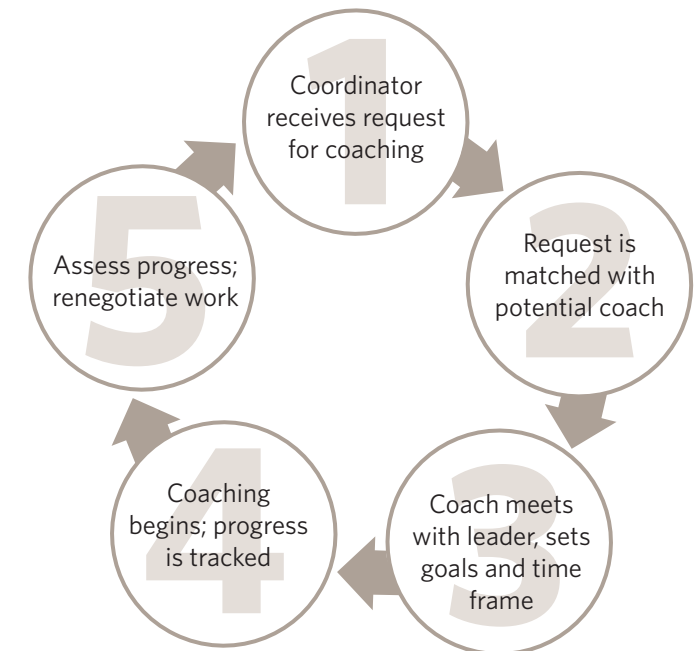 1
Coordinator
receives request
for coaching
2
Request is
matched with
potential coach
3
Coach meets
with leader, sets
goals and time
frame
4
Coaching
begins; progress
is tracked
5
Assess progress;
renegotiate work